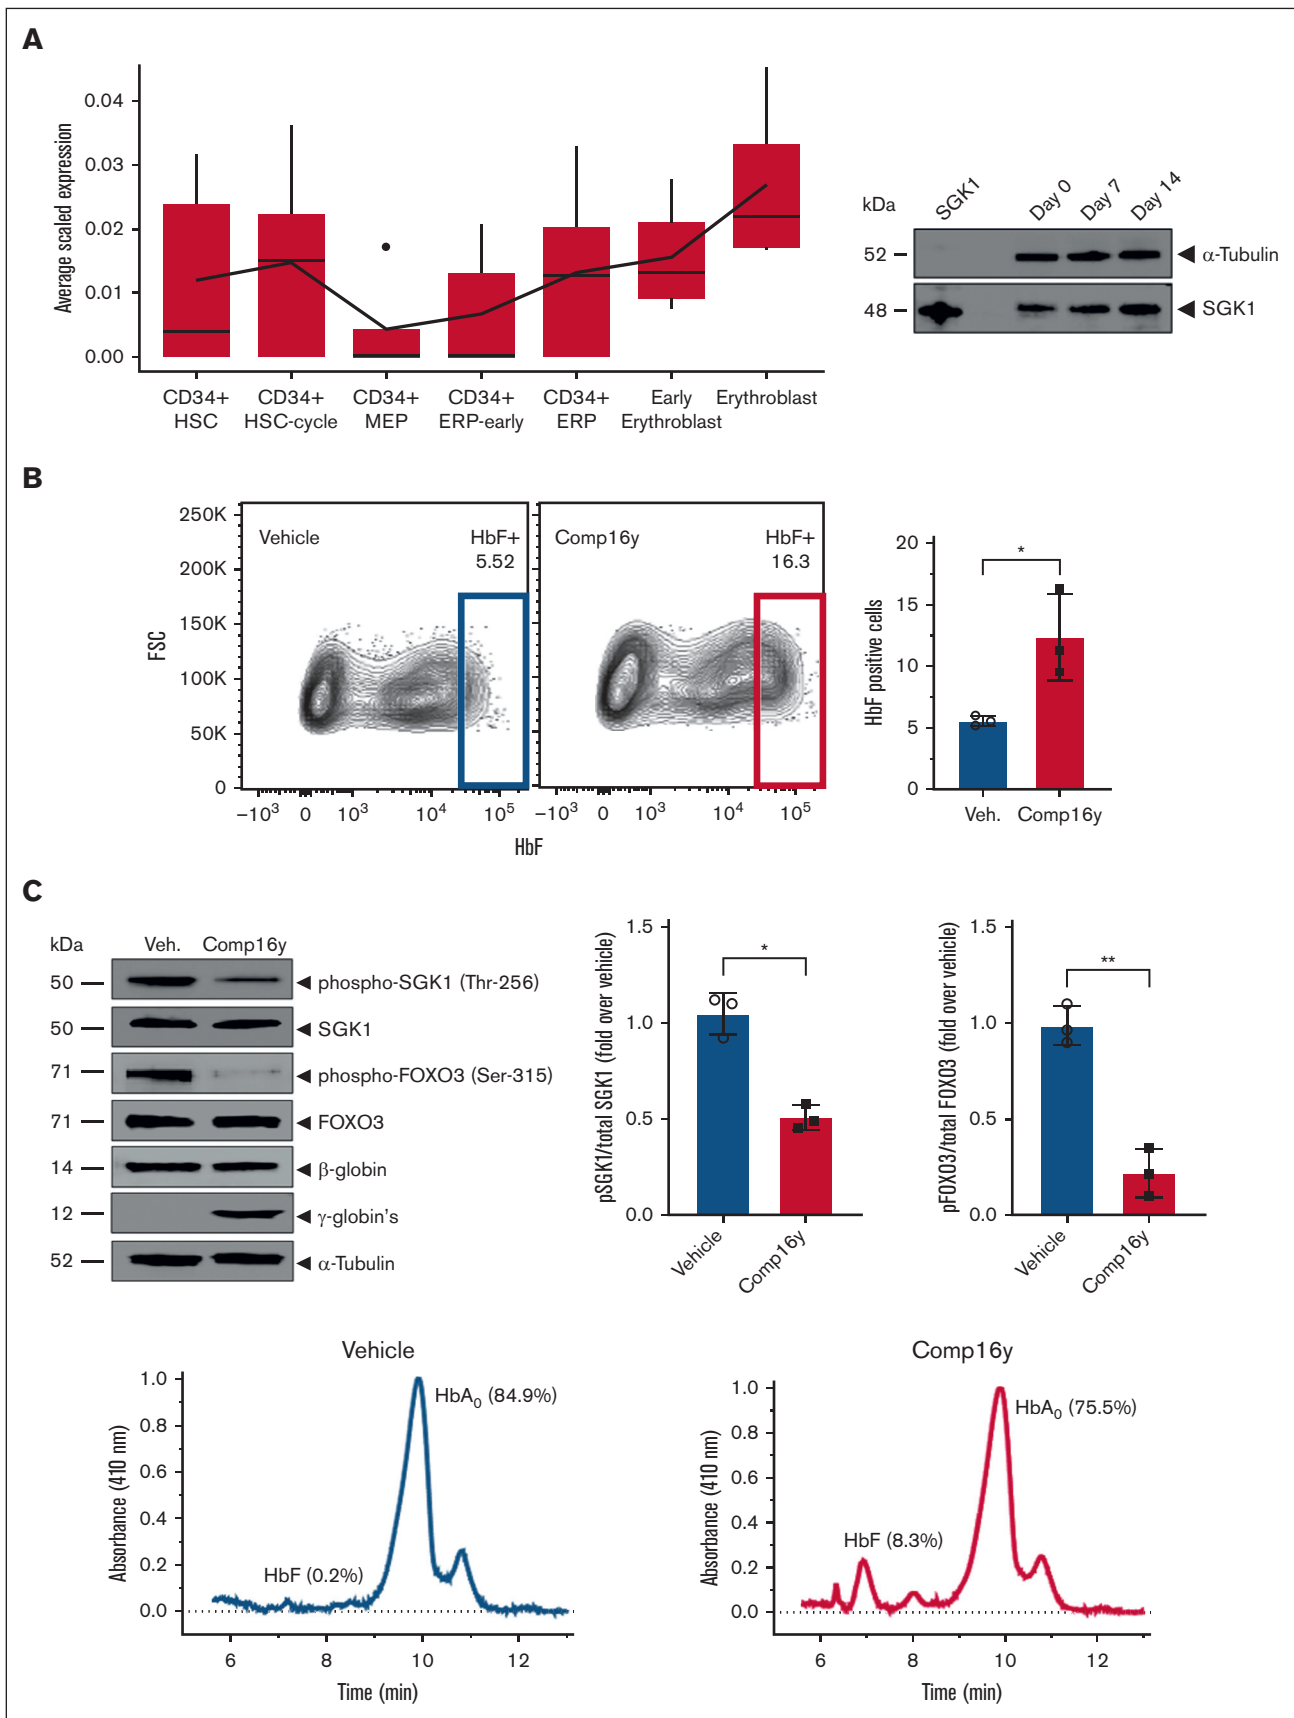 A
Average scaled expression
0.04
0.03
0.02
0.01
0.00
CD34+ HSC
CD34+ HSC-cycle
CD34+ MEP
CD34+ ERP-early
CD34+ ERP
Early Erythroblast
Erythroblast
kDa
SGK1
Day 0
Day 7
Day 14
52
α-Tubulin
48
SGK1
B
FSC
250K
200K
150K
100K
50K
0
Vehicle
HbF+
5.52
Comp16y
HbF+
16.3
−10³ 0 10³ 10⁴ 10⁵
−10³ 0 10³ 10⁴ 10⁵
HbF
HbF positive cells
20
15
10
5
0
*
Veh.
Comp16y
C
kDa
Veh.
Comp16y
50
phospho-SGK1 (Thr-256)
50
SGK1
71
phospho-FOXO3 (Ser-315)
71
FOXO3
14
β-globin
12
γ-globin's
52
α-Tubulin
pSGK1/total SGK1 (fold over vehicle)
1.5
1.0
0.5
0.0
*
Vehicle
Comp16y
pFOXO3/total FOXO3 (fold over vehicle)
1.5
1.0
0.5
0.0
**
Vehicle
Comp16y
Vehicle
Absorbance (410 nm)
1.0
0.8
0.6
0.4
0.2
0.0
HbA₀ (84.9%)
HbF (0.2%)
6 8 10 12
Time (min)
Comp16y
Absorbance (410 nm)
1.0
0.8
0.6
0.4
0.2
0.0
HbA₀ (75.5%)
HbF (8.3%)
6 8 10 12
Time (min)